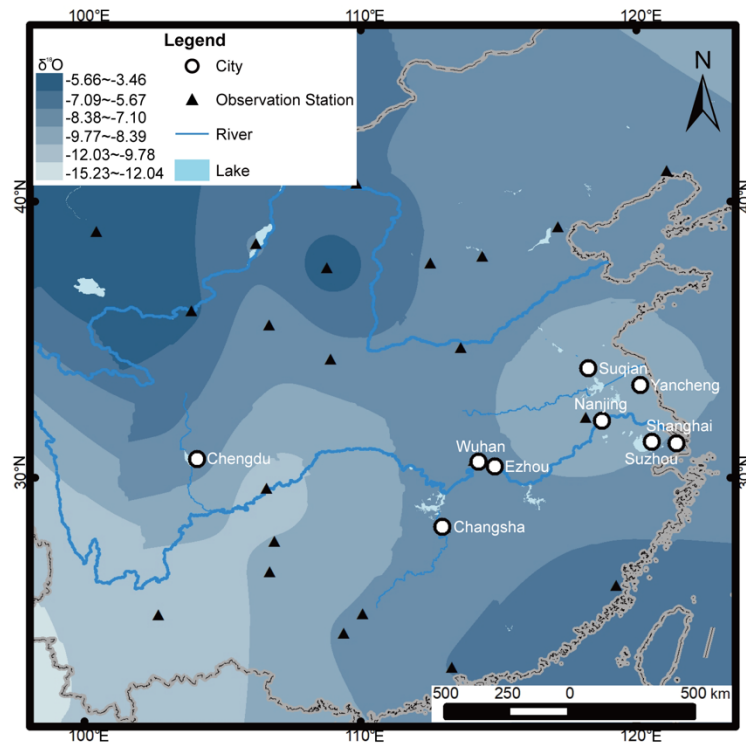 100°E 110°E 120°E
Legend
δ¹⁸O
-5.66~-3.46
-7.09~-5.67
-8.38~-7.10
-9.77~-8.39
-12.03~-9.78
-15.23~-12.04
City
Observation Station
River
Lake
N
40°N 40°N
Suqian
Yancheng
Nanjing
Shanghai
Suzhou
Wuhan
Ezhou
Chengdu
30°N 30°N
Changsha
500 250 0 500 km
100°E 110°E 120°E